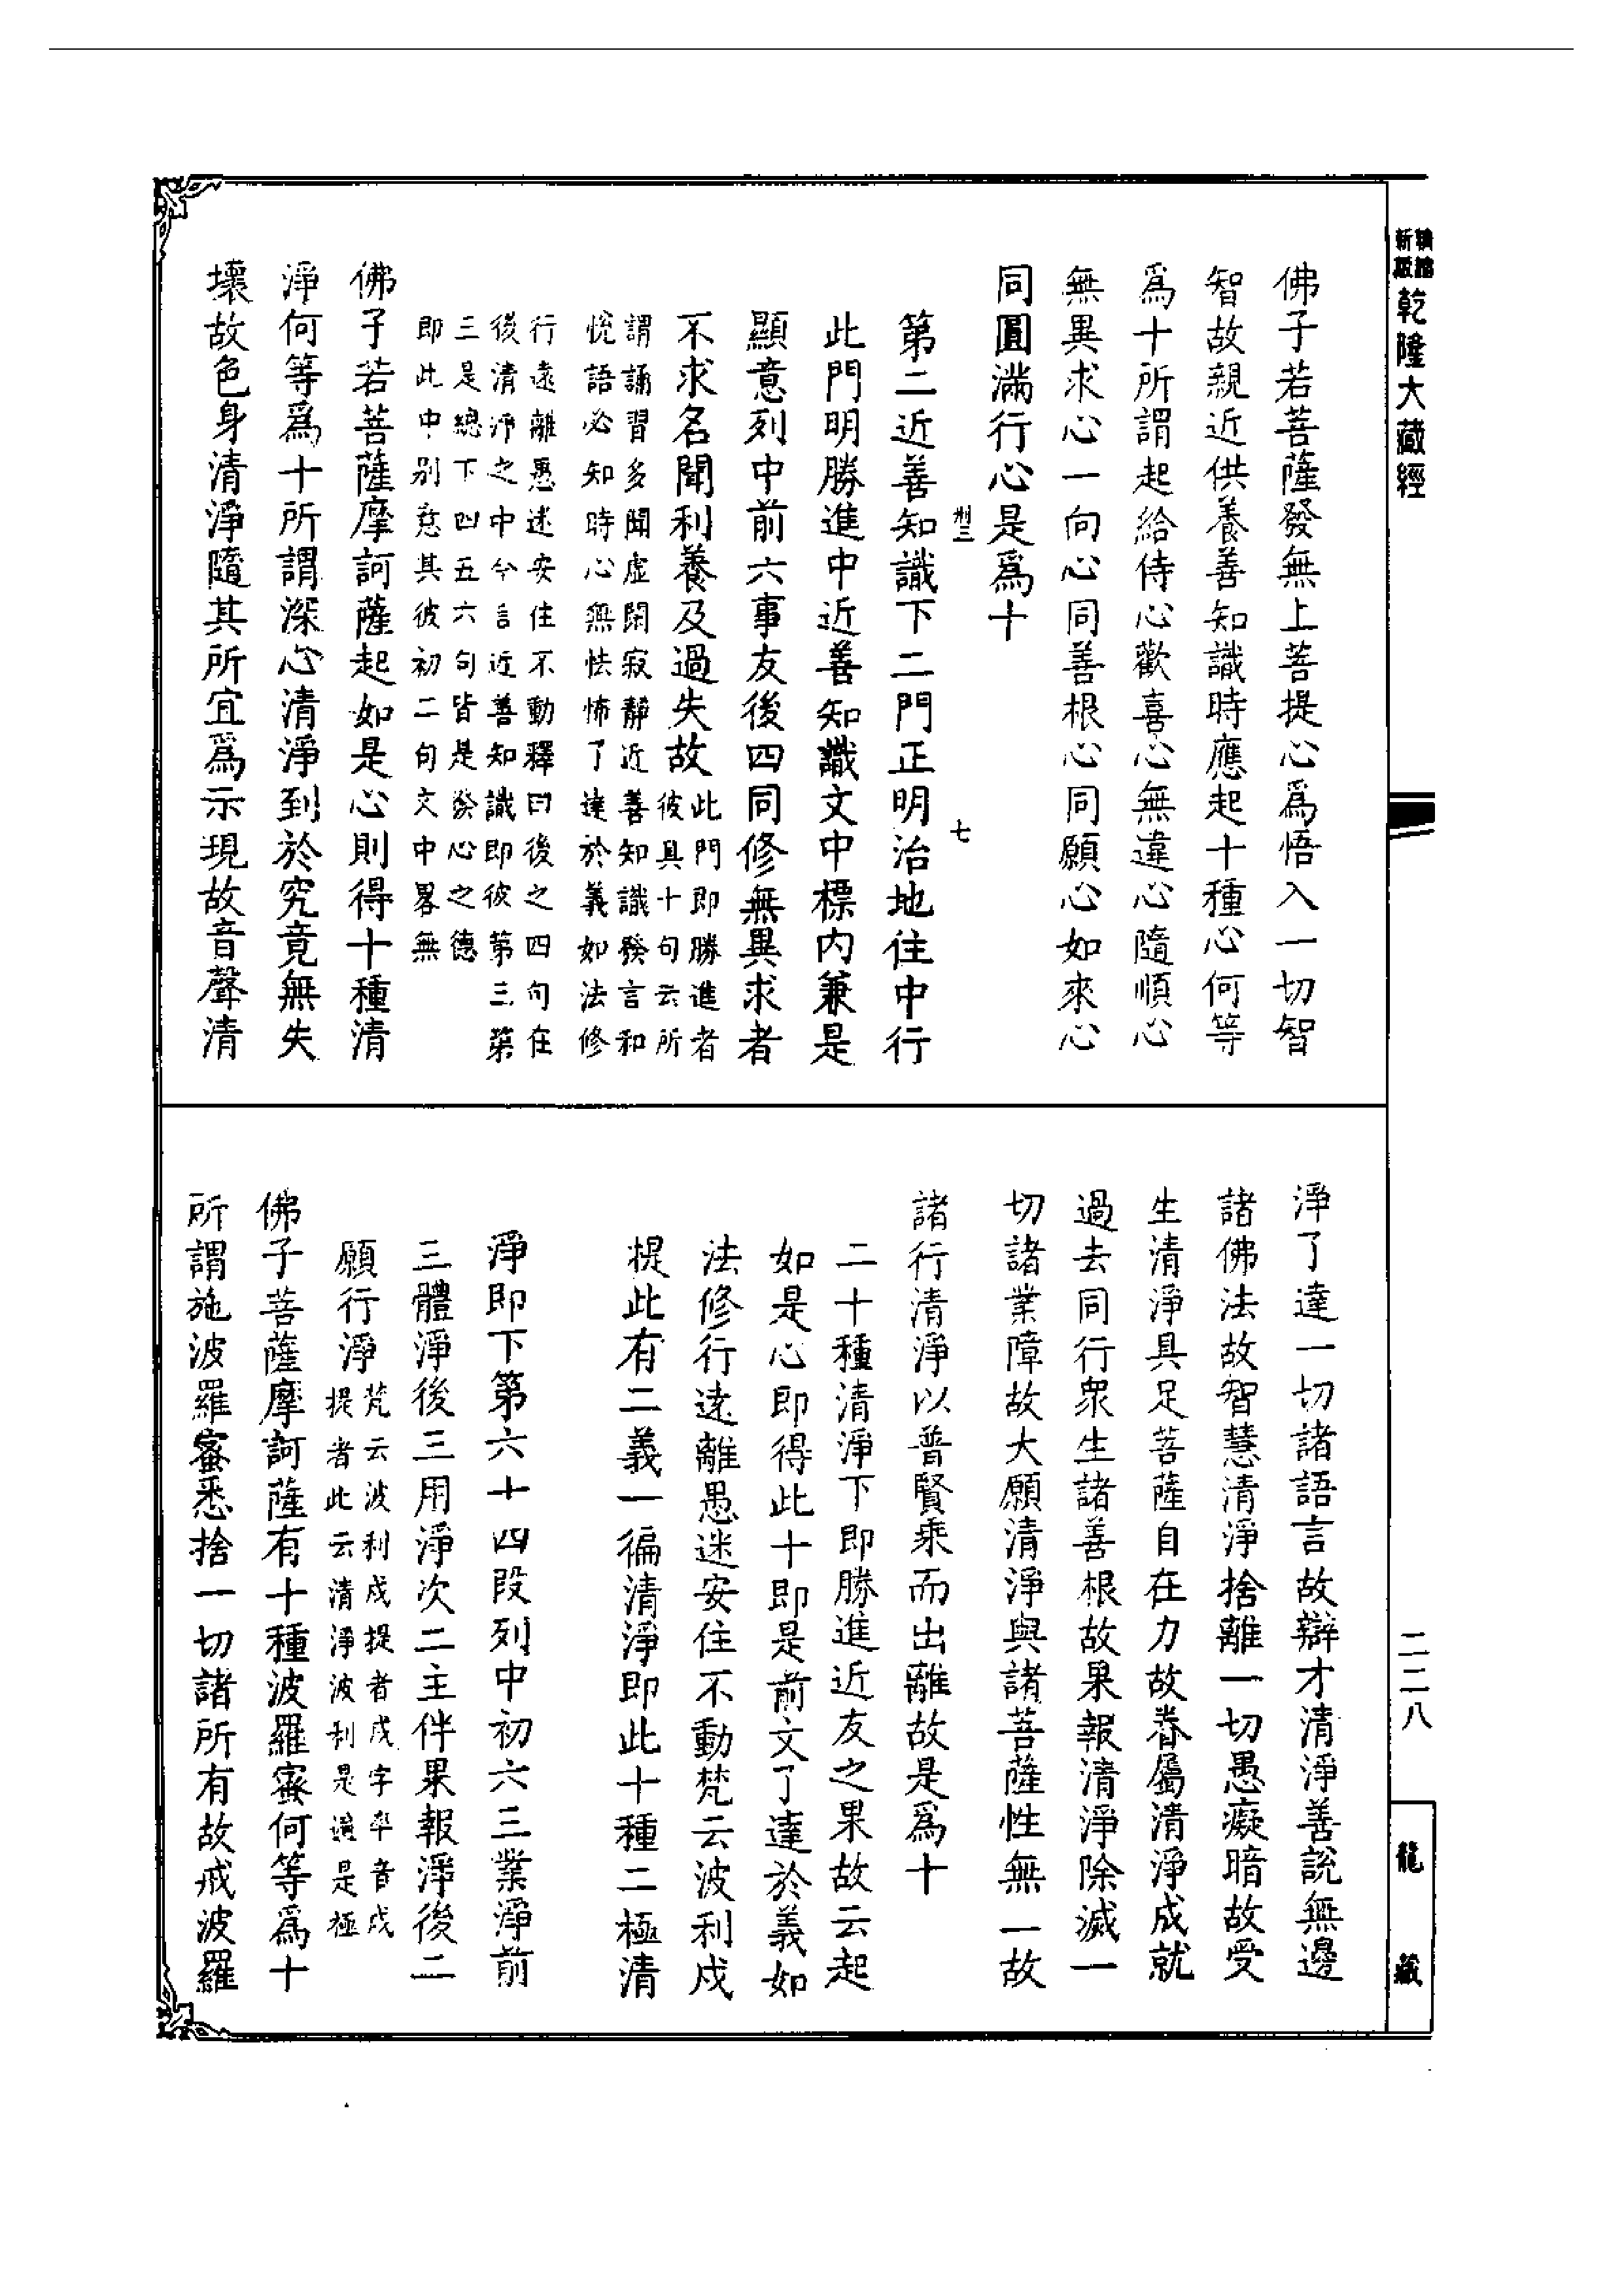 乾隆大藏經
佛子若菩薩發無上菩提心爲悟入一切智
智故親近供養善知識時應起十種心何等
爲十所謂起給侍心歡喜心無違心隨順心
無異求心一向心同善根心同願心如來心
同圓滿行心是爲十
七
第二近善知識下二門正明治地住中行
此門明勝進中近善知識文中標內兼是
顯意列中前六事友後四同修無異求者
不求名聞利養及過失故此門即勝進者
彼具十句云所
謂誦習多聞虛閑寂靜近善知識發言和
悅語必知時心無怯怖了達於義如法修
行遠離愚迷安住不動釋曰後之四句在
後清淨之中今言近善知識即彼第三第
三是總下四五六句皆是發心之德
即此中別意其彼初二句文中畧無
佛子若菩薩摩訶薩起如是心則得十種清
淨何等爲十所謂深心清淨到於究竟無失
壞故色身清淨隨其所宜爲示現故音聲清
淨了達一切諸語言故辯才清淨善說無邊
諸佛法故智慧清淨捨離一切愚癡暗故受
生清淨具足菩薩自在力故眷屬清淨成就
過去同行衆生諸善根故果報清淨除滅一
切諸業障故大願清淨與諸菩薩性無一故
諸行清淨以普賢乘而出離故是爲十
二十種清淨下即勝進近友之果故云起
如是心即得此十即是前文了達於義如
法修行遠離愚迷安住不動梵云波利戍
提此有二義一徧清淨即此十種二極清
淨即下第六十四段列中初六三業淨前
三體淨後三用淨次二主伴果報淨後二
願行淨梵云波利戍提者戍字率音戍
提者此云清淨波利是遍是極
佛子菩薩摩訶薩有十種波羅蜜何等爲十
所謂施波羅蜜悉捨一切諸所有故戒波羅
二二八
龍藏